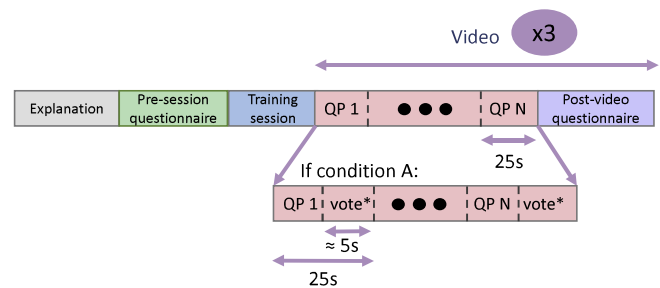 Video x3
Explanation
Pre-session
questionnaire
Training
session
QP 1
QP N
Post-video
questionnaire
25s
If condition A:
QP 1 vote* QP N vote*
≈ 5s
25s